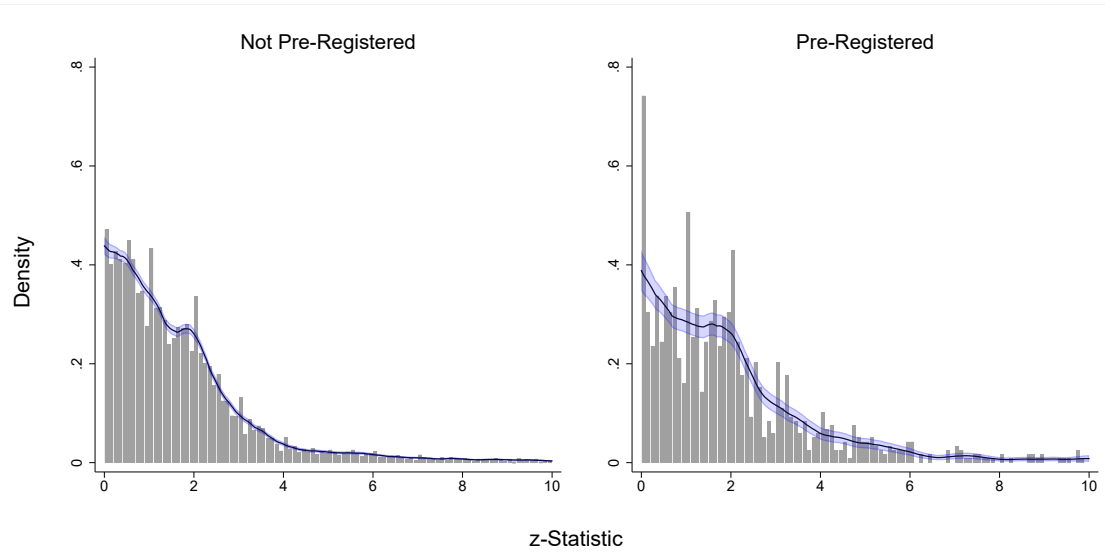 Not Pre-Registered
Pre-Registered
Density
.8
.6
.4
.2
0
0 2 4 6 8 10
.8
.6
.4
.2
0
0 2 4 6 8 10
z-Statistic